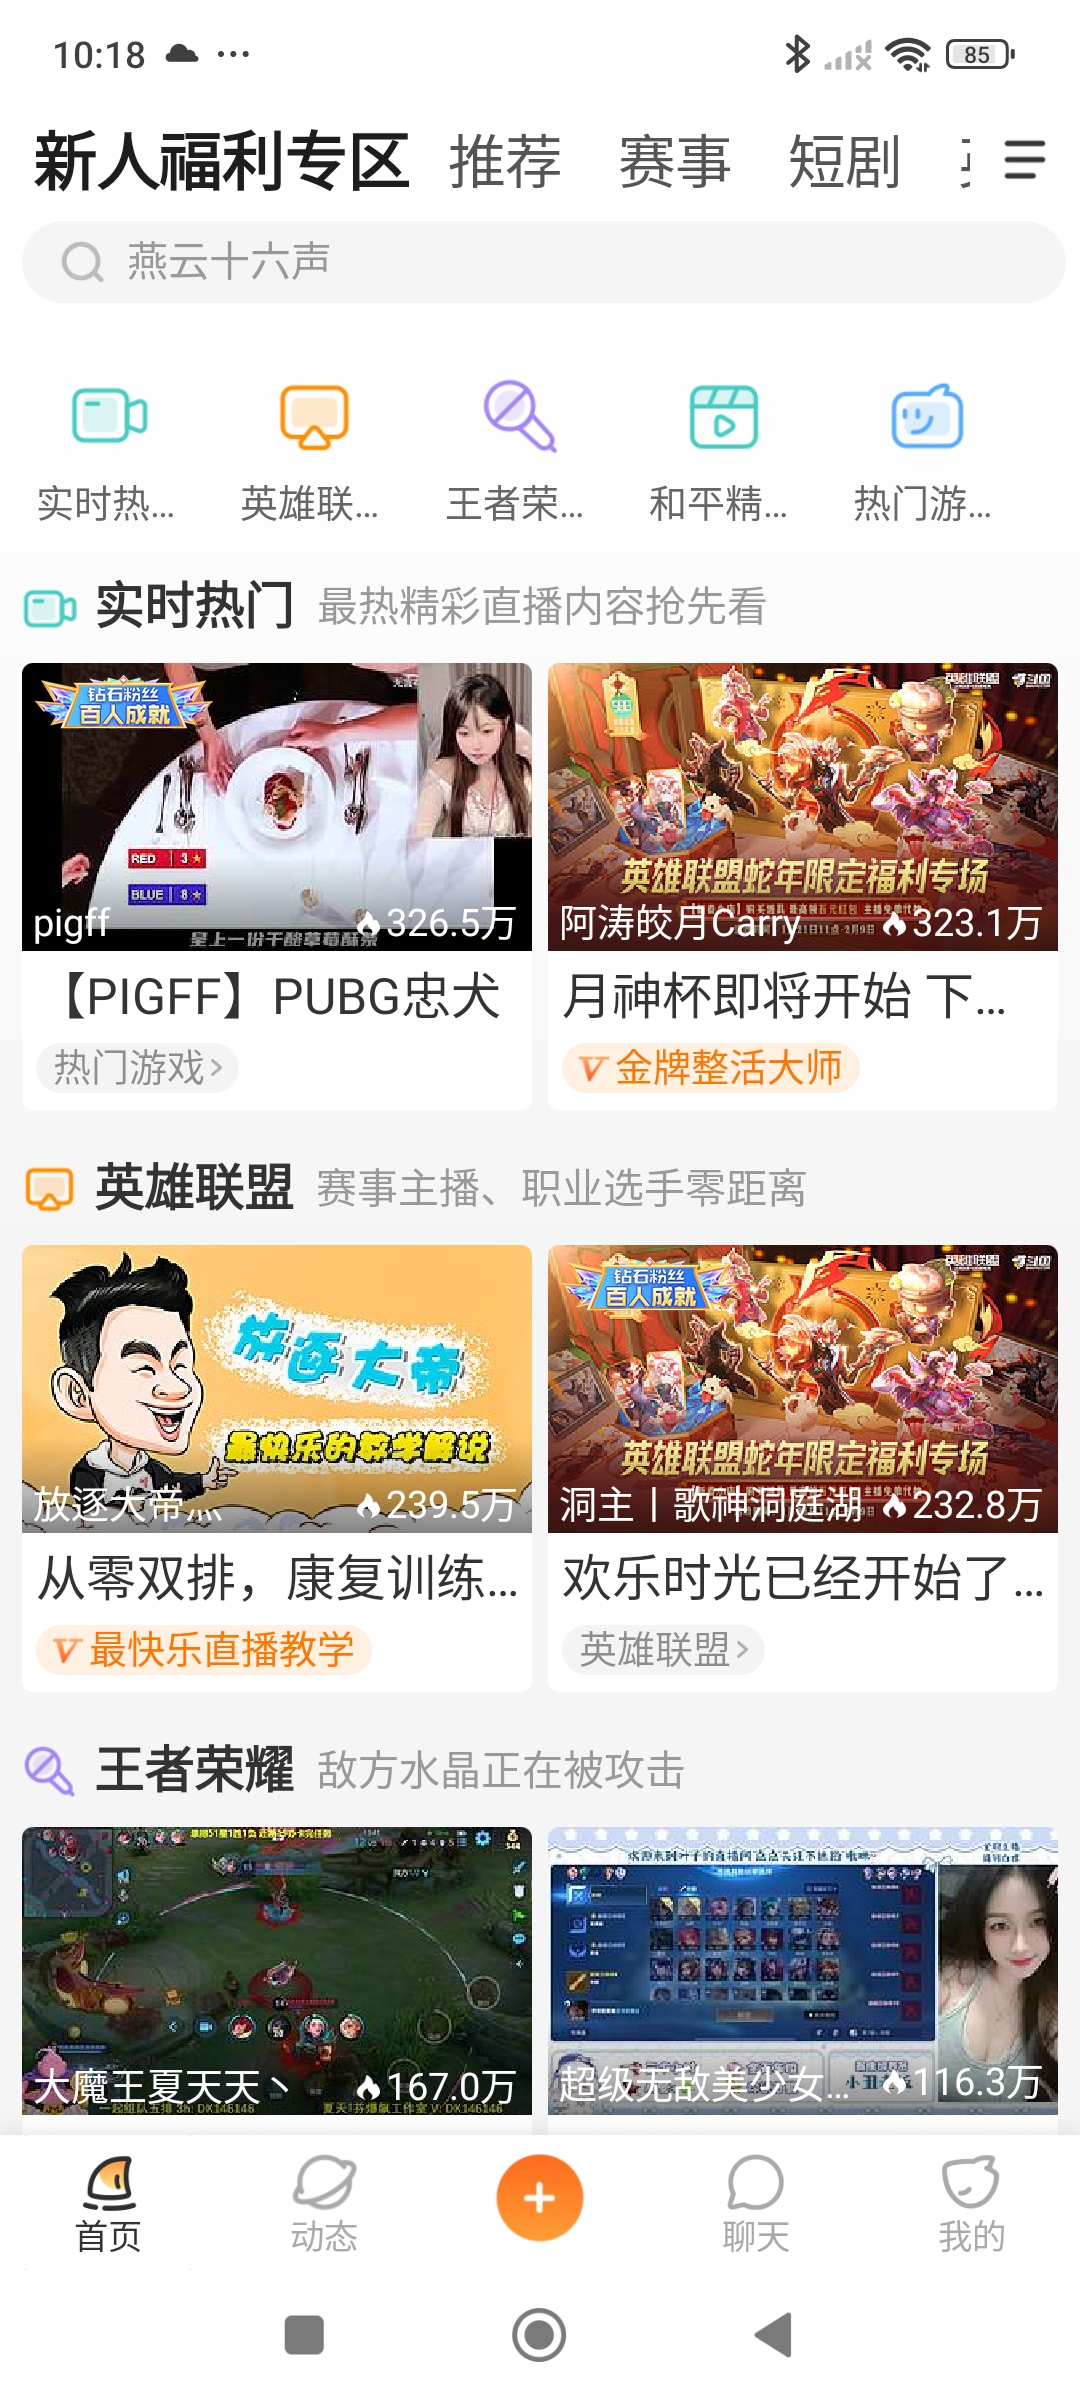 10:18
85
新人福利专区 推荐 赛事 短剧
燕云十六声
实时热... 英雄联... 王者荣... 和平精... 热门游...
实时热门 最热精彩直播内容抢先看
钻石粉丝
百人成就
RED 3★
BLUE 8★
pigff 326.5万
英雄联盟
斗鱼
英雄联盟蛇年限定福利专场
阿涛皎月Carry 323.1万
【PIGFF】PUBG忠犬
热门游戏>
月神杯即将开始 下...
金牌整活大师
英雄联盟 赛事主播、职业选手零距离
放逐大帝
最快乐的教学解说
放逐大帝 239.5万
钻石粉丝
百人成就
英雄联盟
斗鱼
英雄联盟蛇年限定福利专场
洞主丨歌神洞庭湖 232.8万
从零双排，康复训练...
最快乐直播教学
欢乐时光已经开始了...
英雄联盟>
王者荣耀 敌方水晶正在被攻击
大魔王夏天天丶 167.0万
超级无敌美少女... 116.3万
首页 动态 聊天 我的